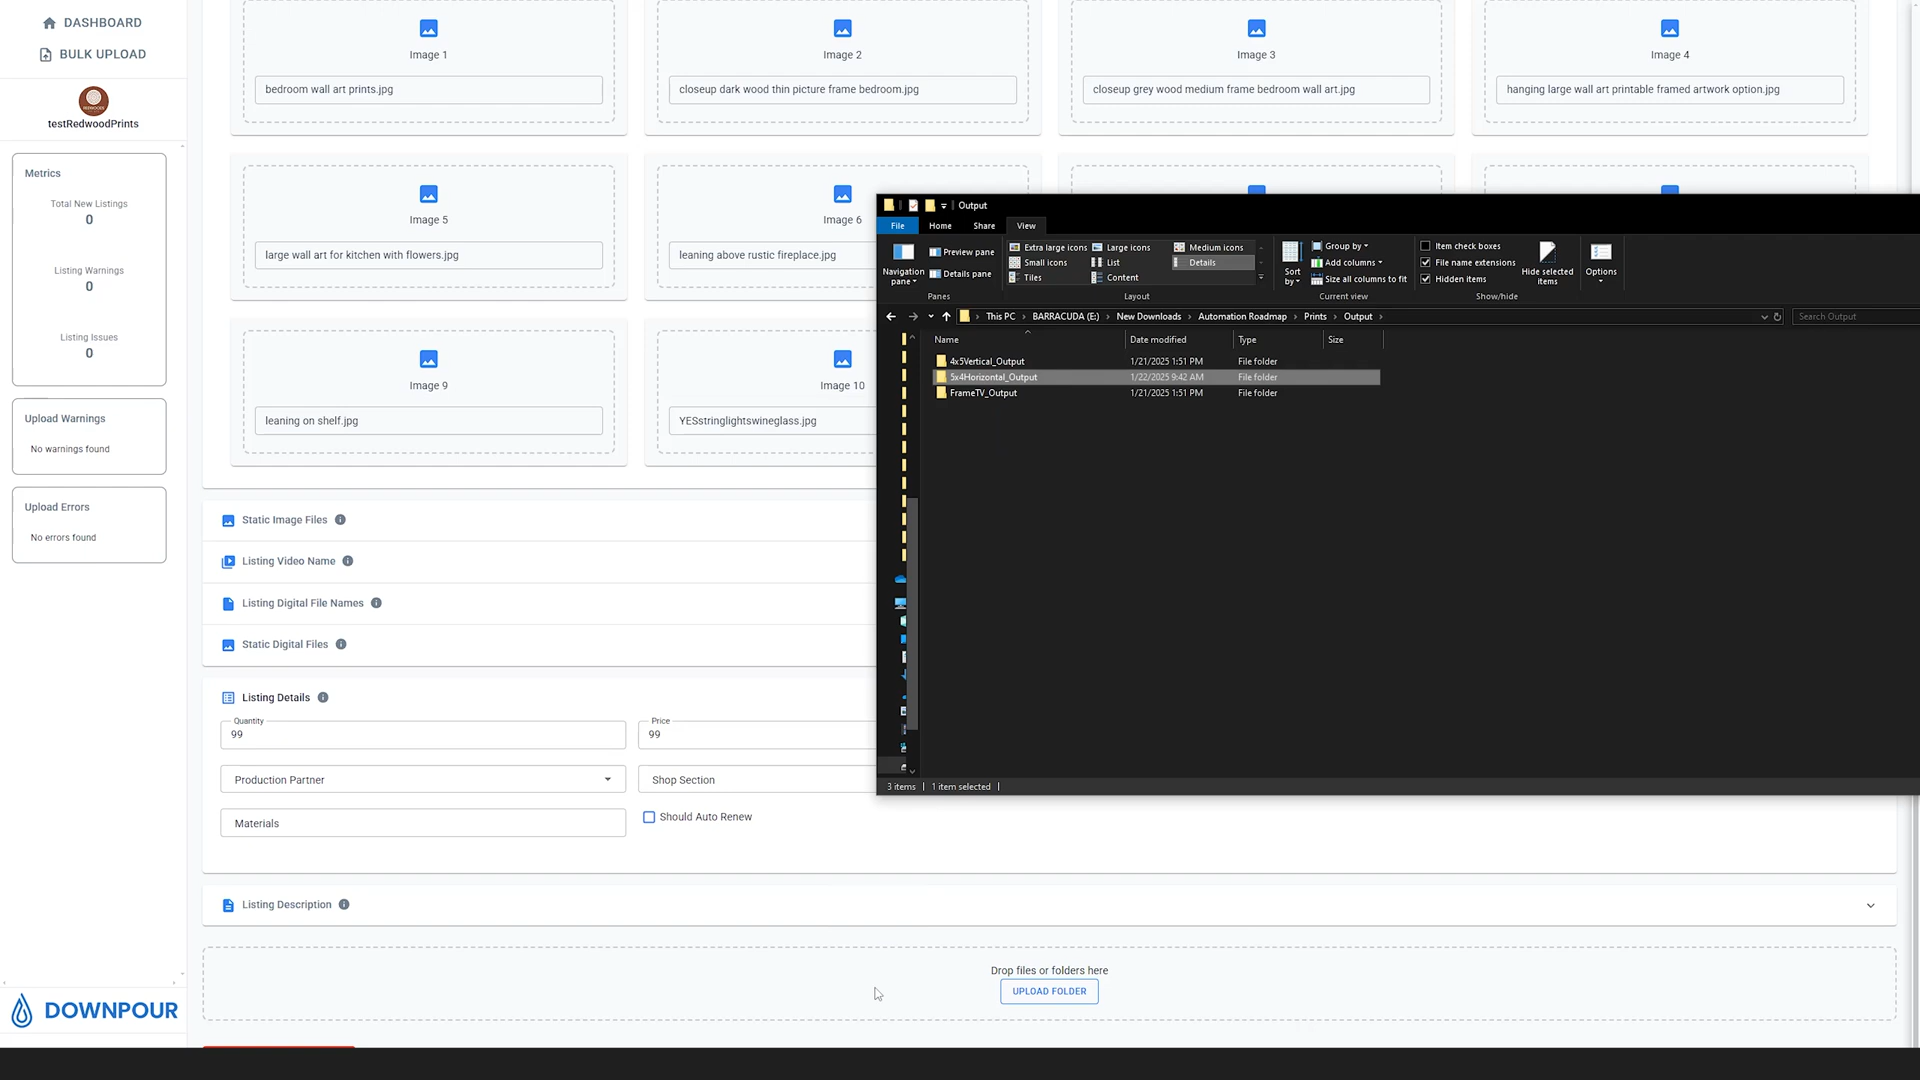 DASHBOARD
BULK UPLOAD
REDWOOD
testRedwoodPrints
Metrics
Total New Listings
0
Listing Warnings
0
Listing Issues
0
Upload Warnings
No warnings found
Upload Errors
No errors found
DOWNPOUR
Image 1
bedroom wall art prints.jpg
Image 2
closeup dark wood thin picture frame bedroom.jpg
Image 3
closeup grey wood medium frame bedroom wall art.jpg
Image 4
hanging large wall art printable framed artwork option.jpg
Image 5
large wall art for kitchen with flowers.jpg
Image 6
leaning above rustic fireplace.jpg
Image 9
leaning on shelf.jpg
Image 10
YESstringlightswineglass.jpg
Static Image Files
Listing Video Name
Listing Digital File Names
Static Digital Files
Listing Details
Quantity
99
Price
99
Production Partner
Shop Section
Materials
Should Auto Renew
Listing Description
Drop files or folders here
UPLOAD FOLDER
Output
File
Home
Share
View
Navigation
pane
Preview pane
Details pane
Panes
Extra large icons
Large icons
Medium icons
Small icons
List
Details
Tiles
Content
Layout
Sort
by
Group by
Add columns
Size all columns to fit
Current view
Item check boxes
File name extensions
Hidden items
Hide selected
items
Show/hide
Options
This PC > BARRACUDA (E:) > New Downloads > Automation Roadmap > Prints > Output >
Search Output
Name Date modified Type Size
4x5Vertical_Output 1/21/2025 1:51 PM File folder
5x4Horizontal_Output 1/22/2025 9:42 AM File folder
FrameTV_Output 1/21/2025 1:51 PM File folder
3 items 1 item selected